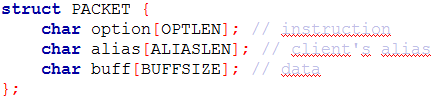 struct PACKET {
    char option[OPTLEN]; // instruction
    char alias[ALIASLEN]; // client's alias
    char buff[BUFFSIZE]; // data
};